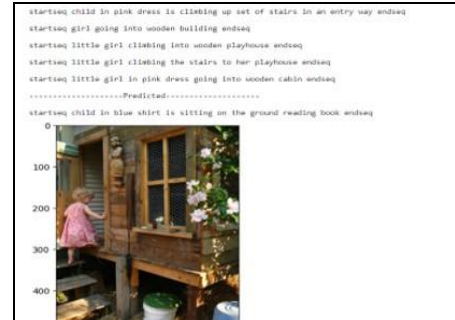 startseq child in pink dress is climbing up set of stairs in an entry way endseq
startseq girl going into wooden building endseq
startseq little girl climbing into wooden playhouse endseq
startseq little girl climbing the stairs to her playhouse endseq
startseq little girl in pink dress going into wooden cabin endseq
--------------------Predicted--------------------
startseq child in blue shirt is sitting on the ground reading book endseq
0
100
200
300
400